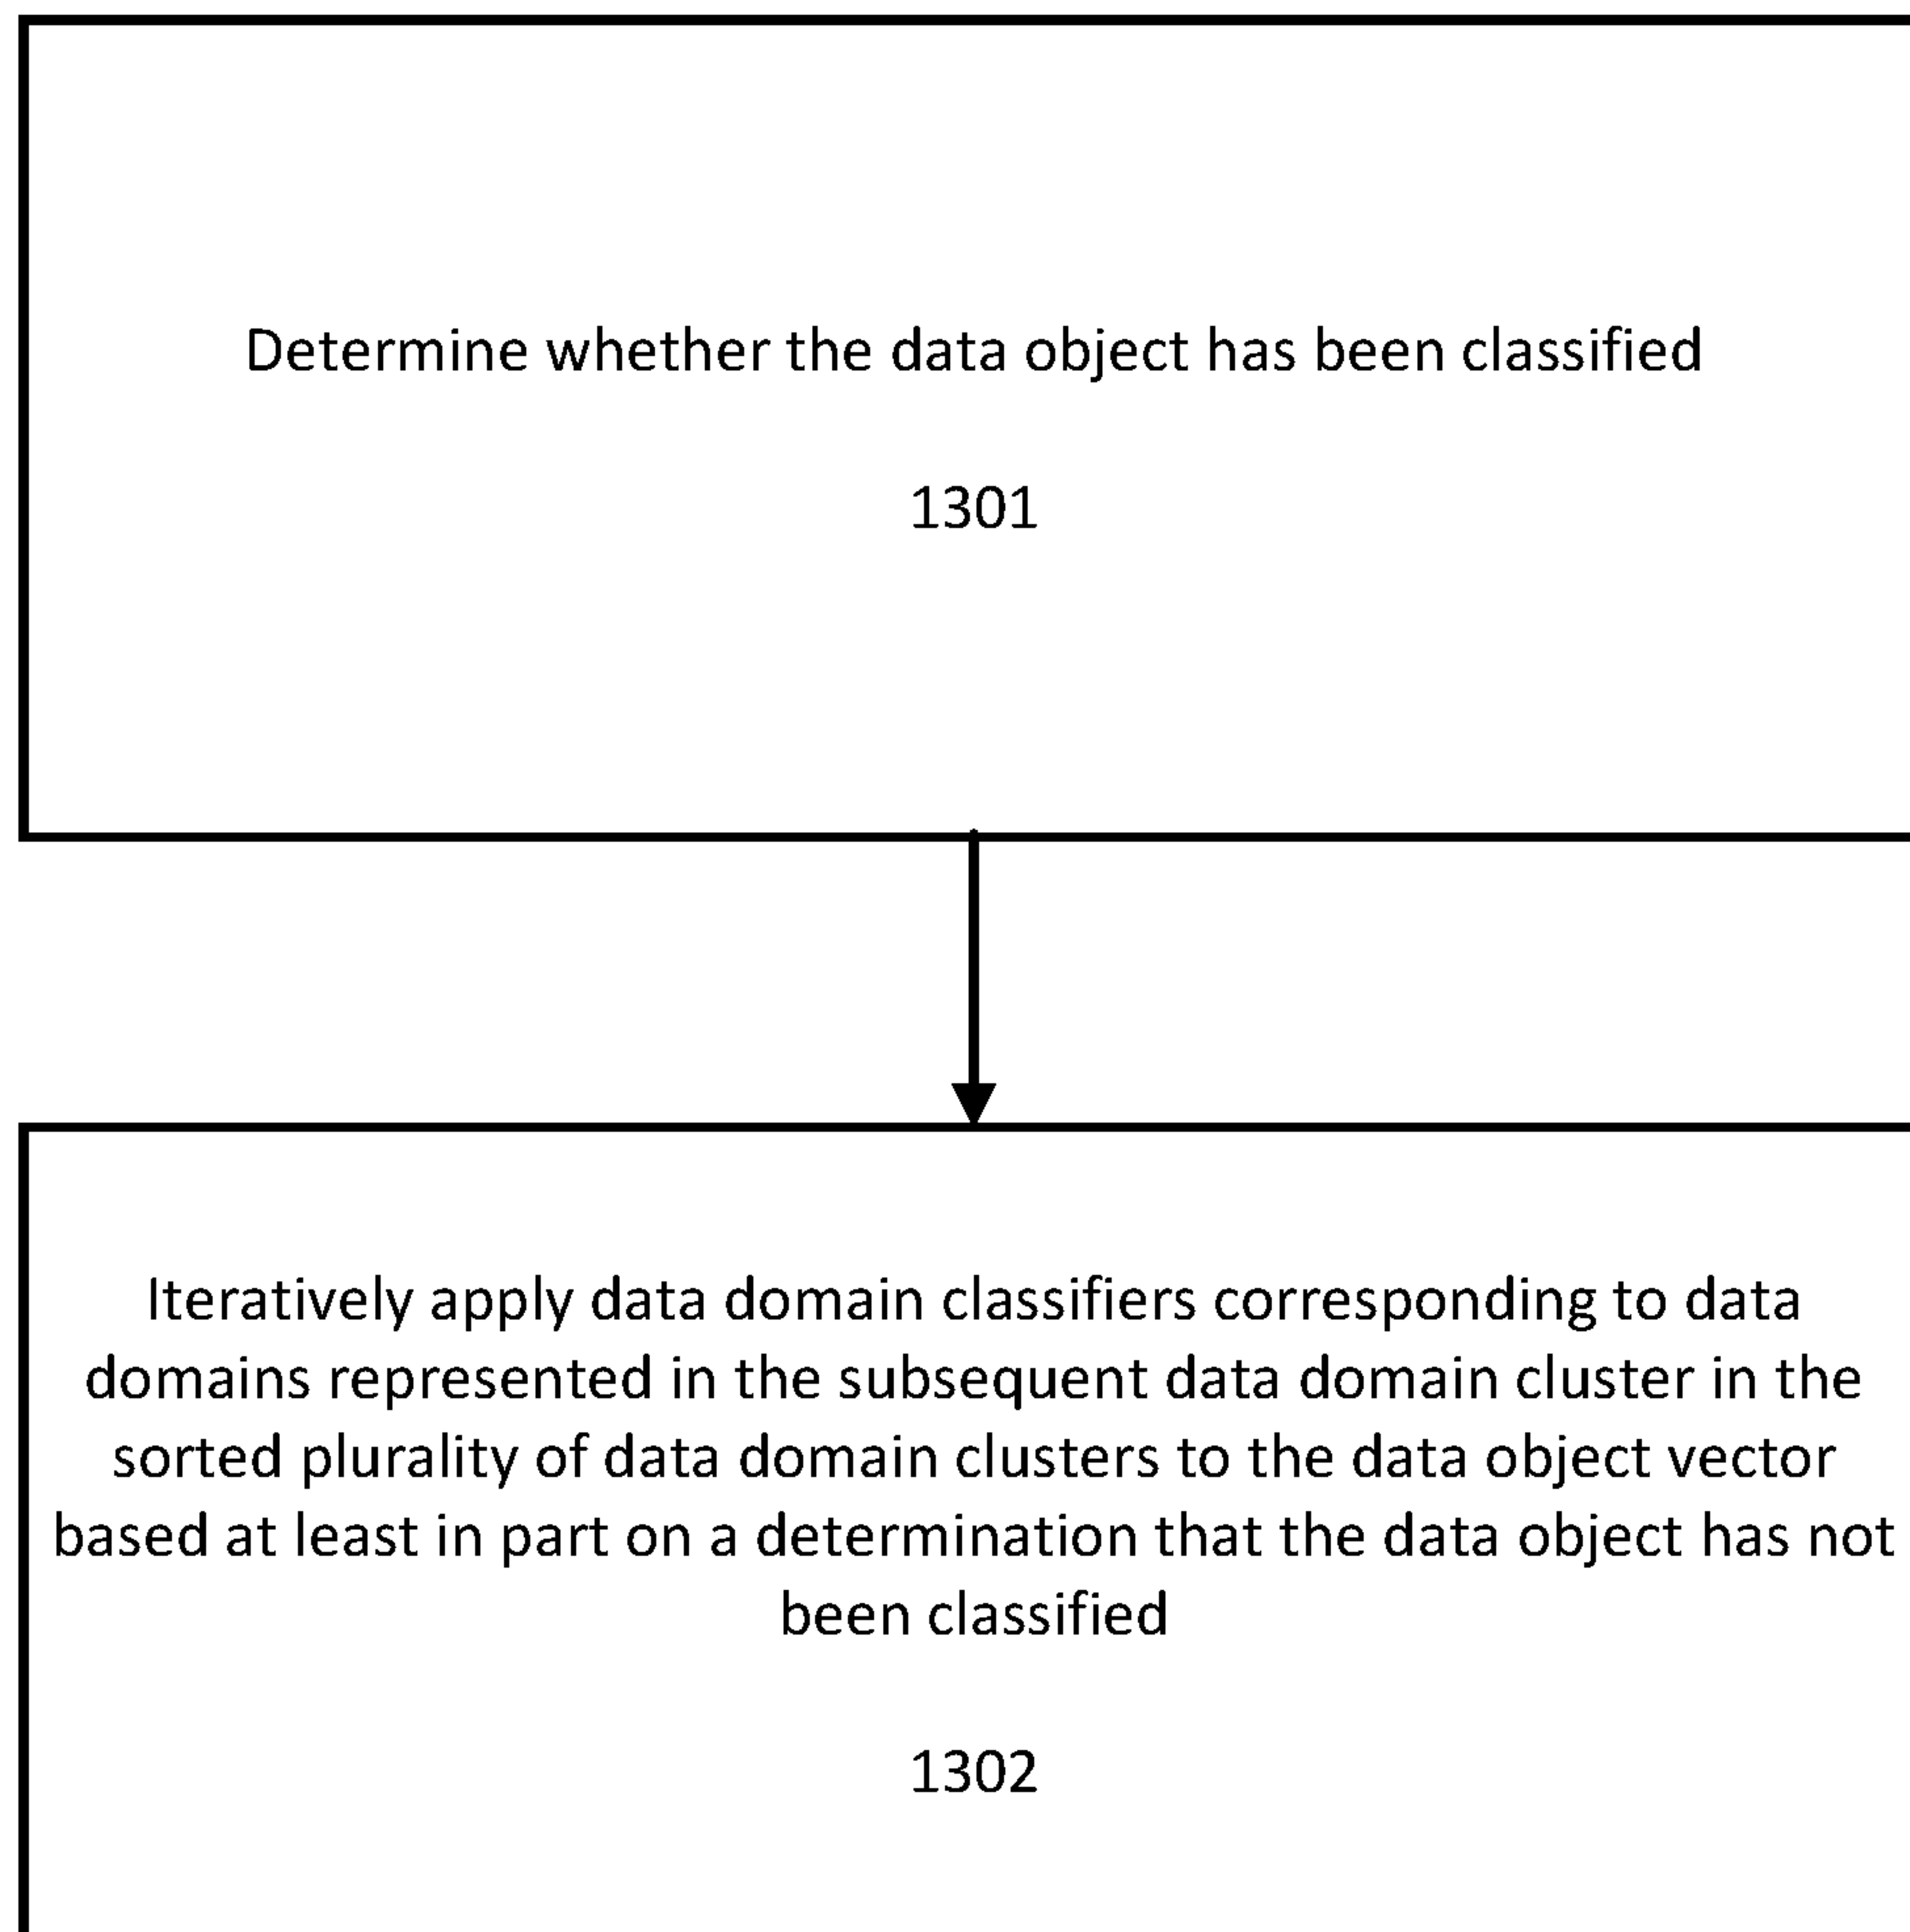 Determine whether the data object has been classified
1301
Iteratively apply data domain classifiers corresponding to data
domains represented in the subsequent data domain cluster in the
sorted plurality of data domain clusters to the data object vector
based at least in part on a determination that the data object has not
been classified
1302